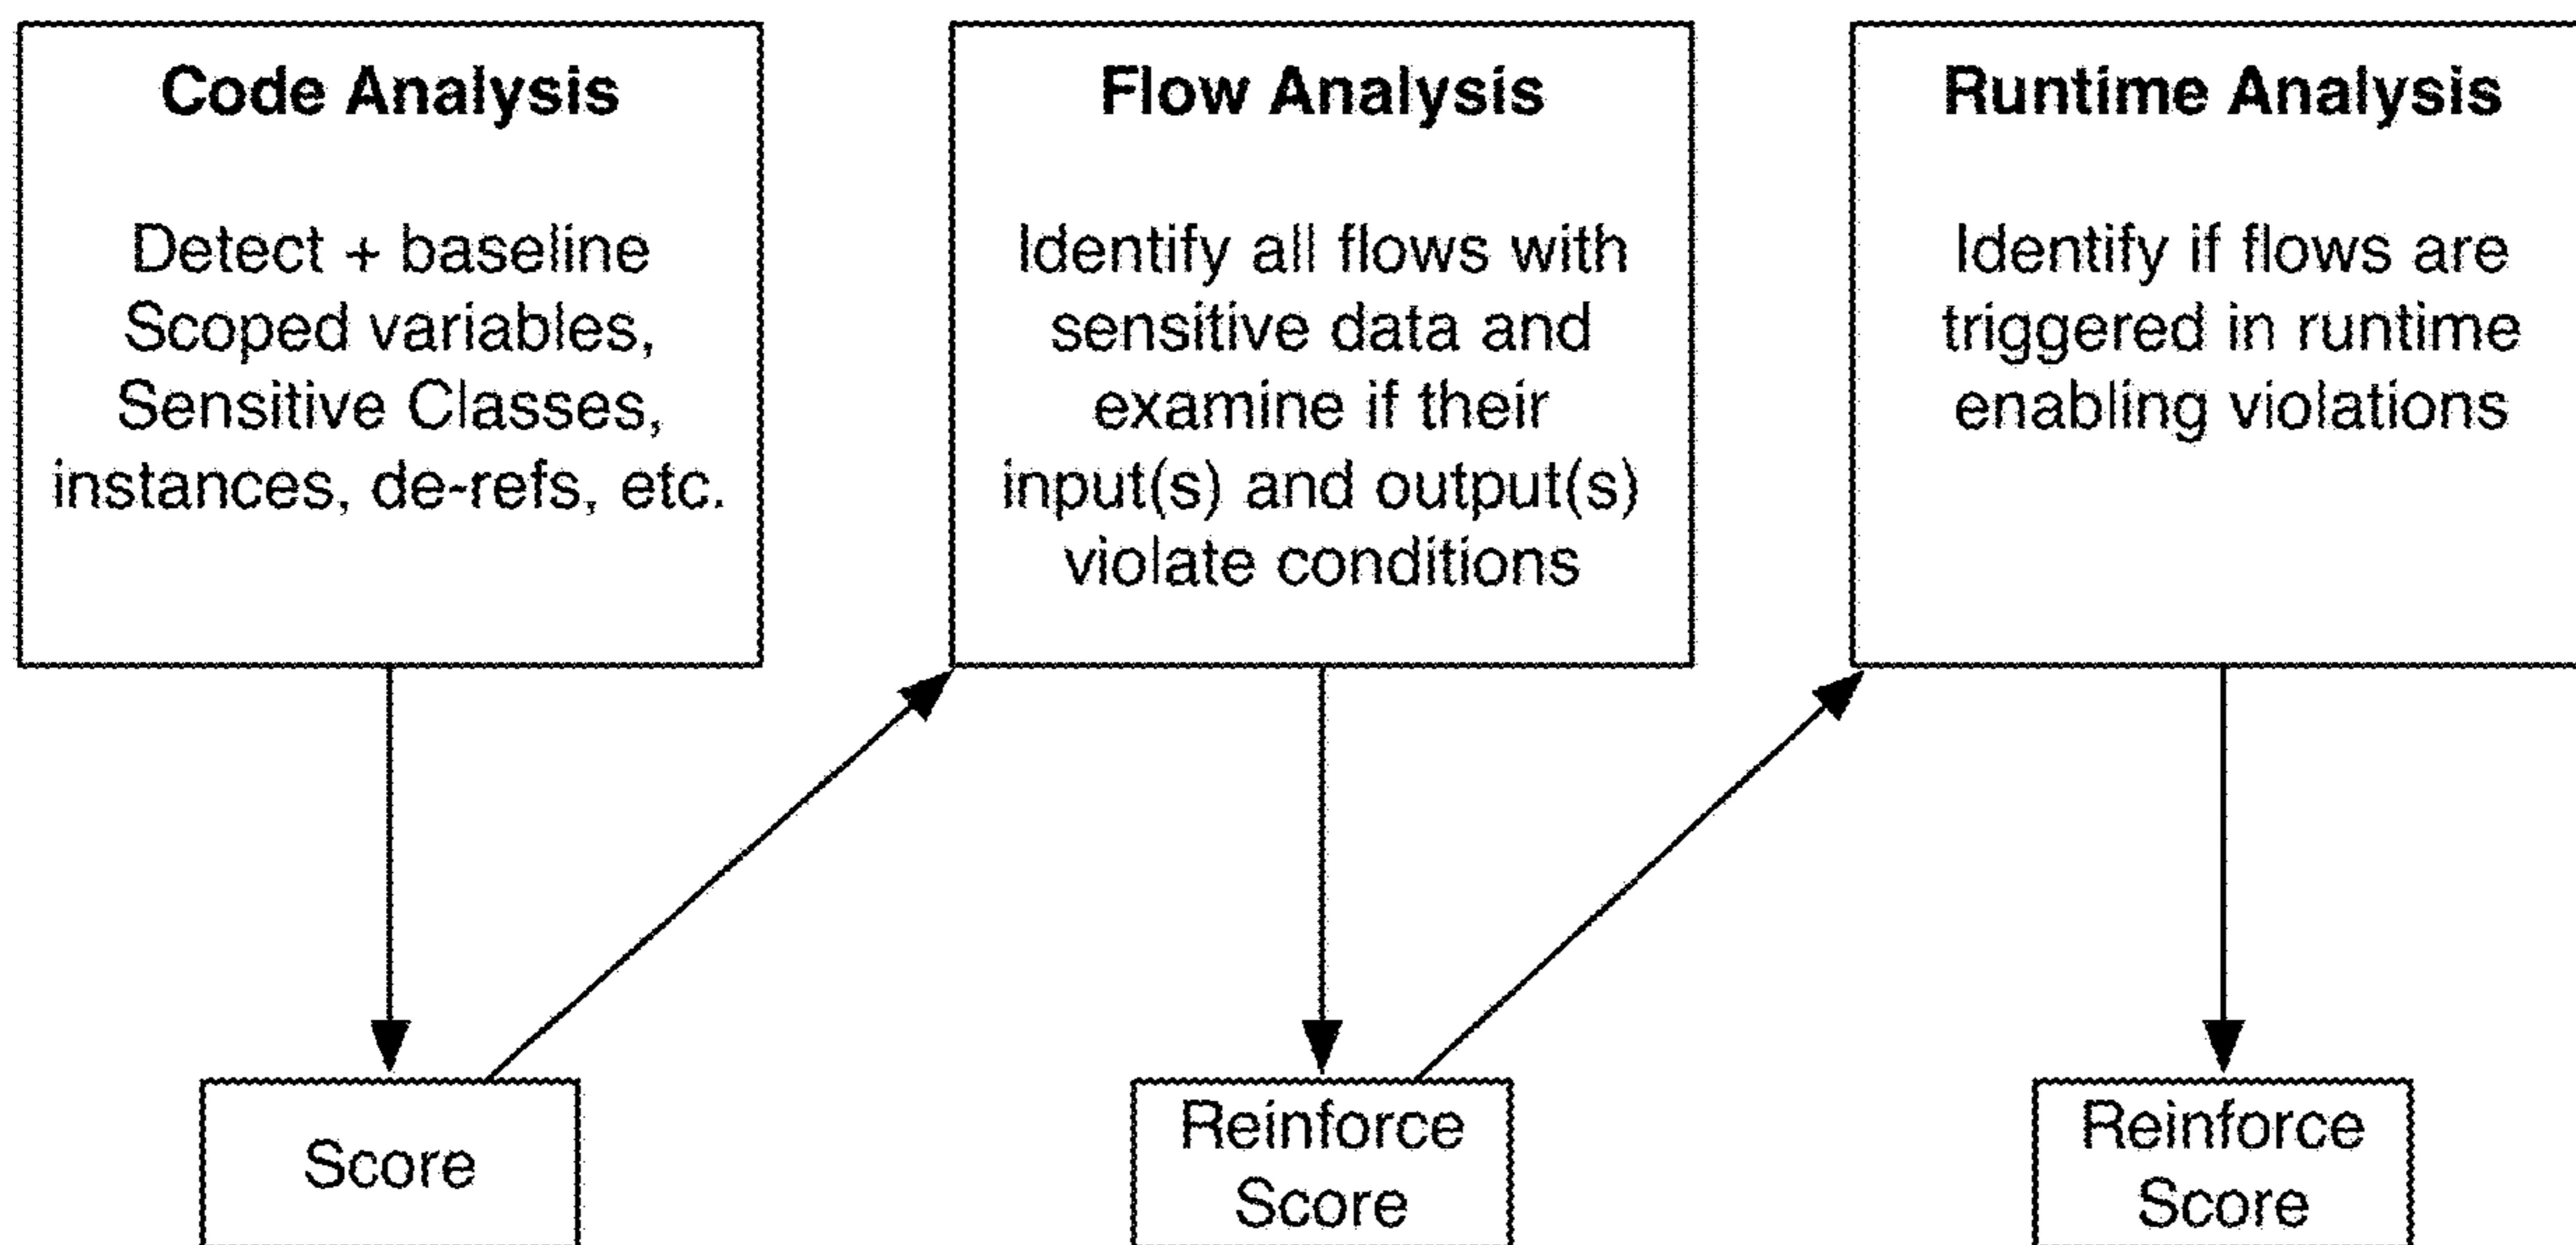 Code Analysis
Detect + baseline
Scoped variables,
Sensitive Classes,
instances, de-refs, etc.
Flow Analysis
Identify all flows with
sensitive data and
examine if their
input(s) and output(s)
violate conditions
Runtime Analysis
Identify if flows are
triggered in runtime
enabling violations
Score
Reinforce
Score
Reinforce
Score